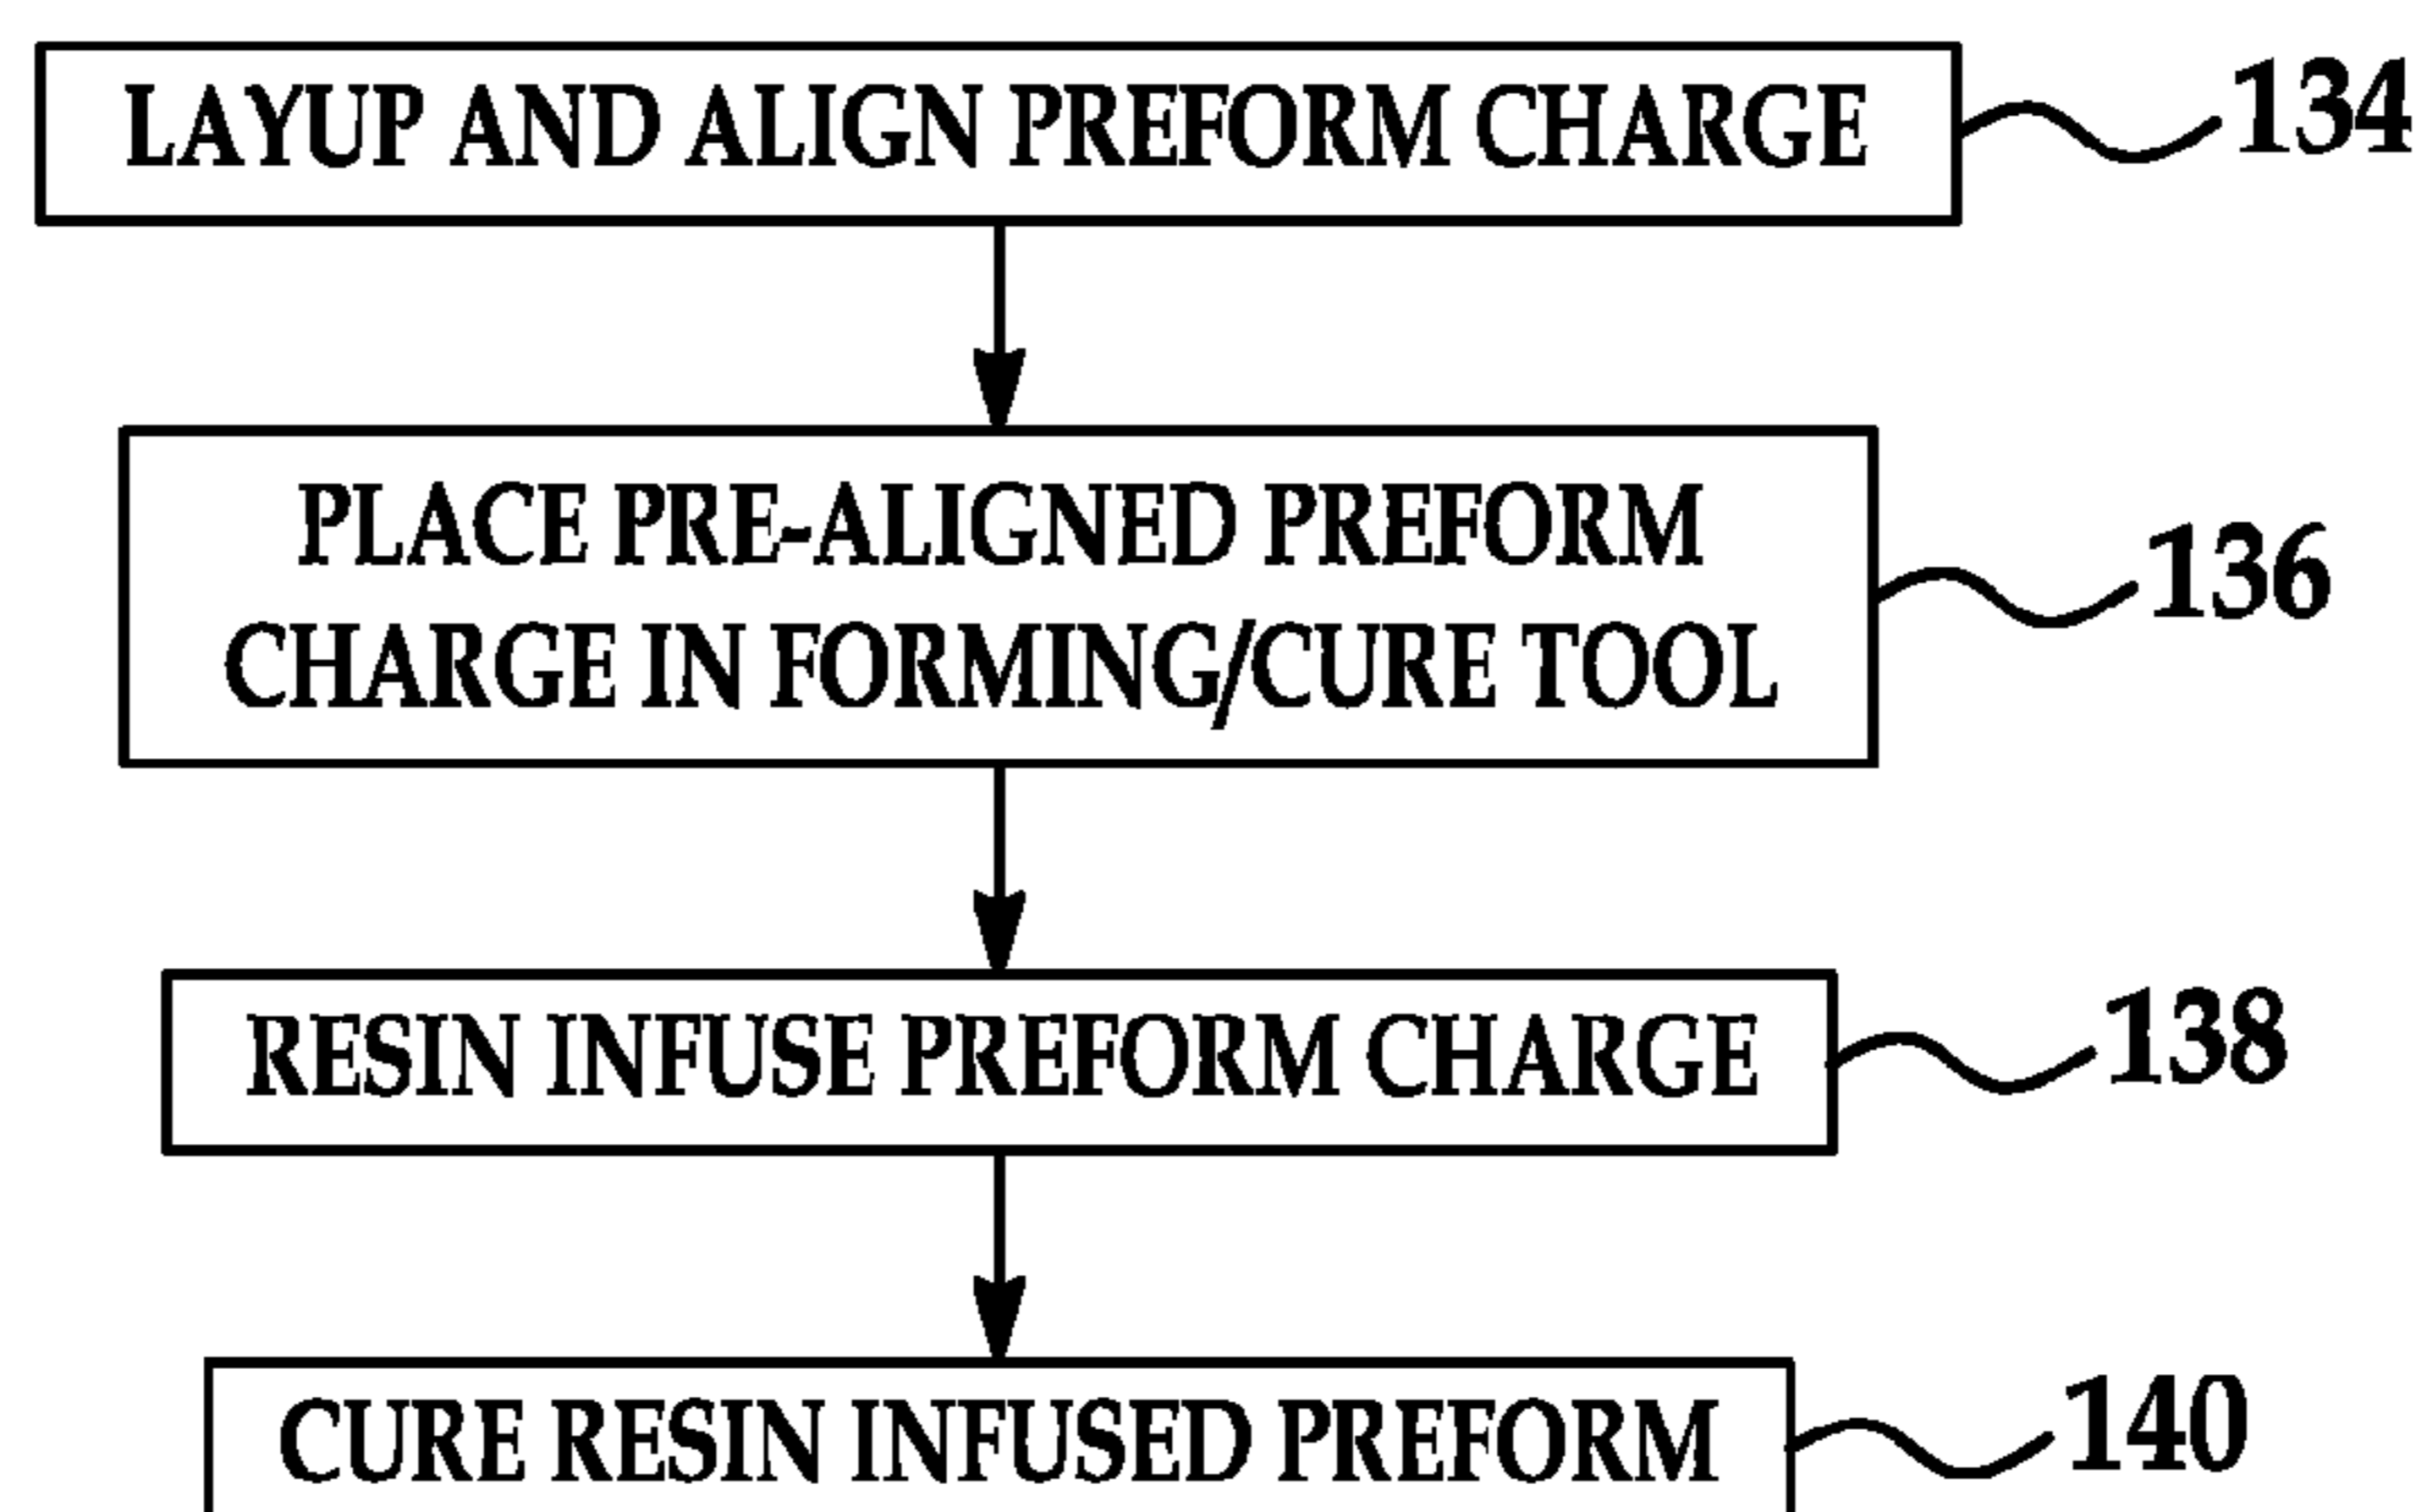 LAYUP AND ALIGN PREFORM CHARGE
134
PLACE PRE-ALIGNED PREFORM
CHARGE IN FORMING/CURE TOOL
136
RESIN INFUSE PREFORM CHARGE
138
CURE RESIN INFUSED PREFORM
140